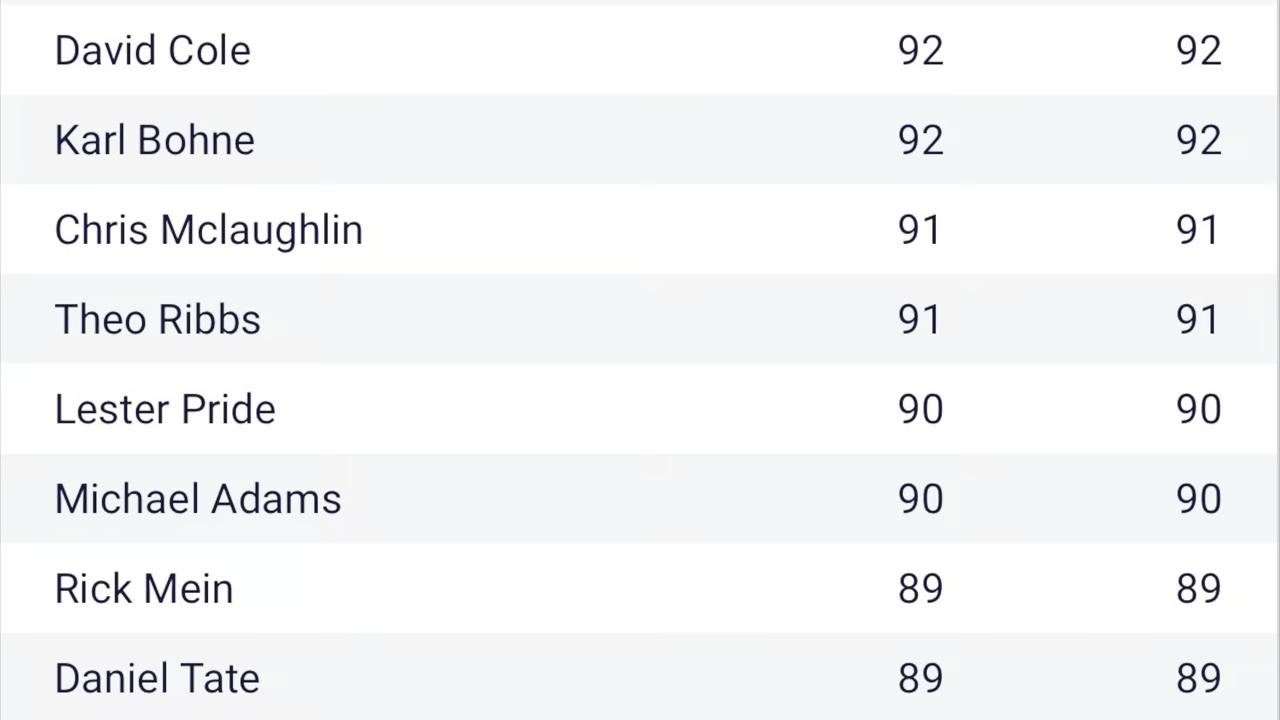 David Cole 92 92
Karl Bohne 92 92
Chris Mclaughlin 91 91
Theo Ribbs 91 91
Lester Pride 90 90
Michael Adams 90 90
Rick Mein 89 89
Daniel Tate 89 89